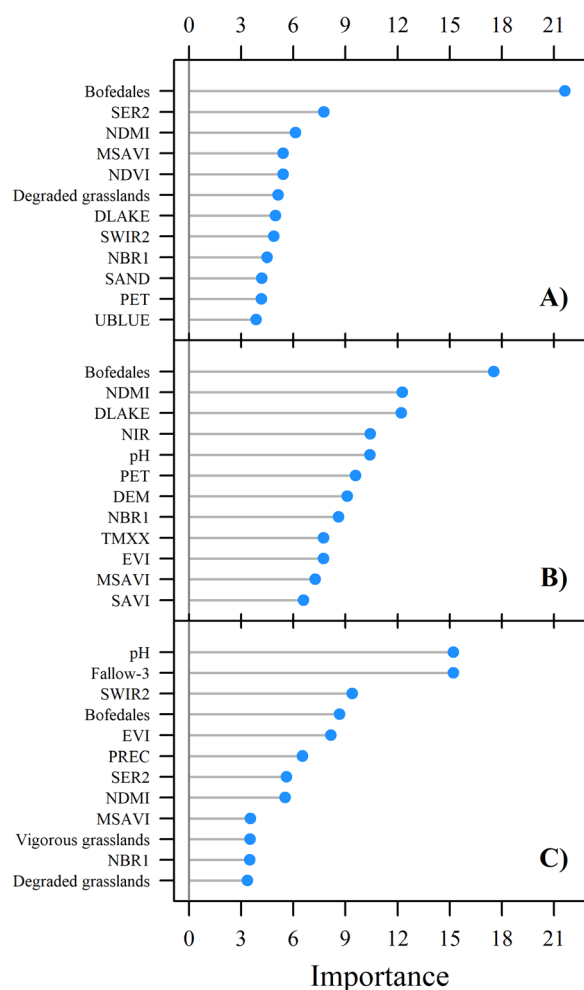 0 3 6 9 12 15 18 21
Bofedales
SER2
NDMI
MSAVI
NDVI
Degraded grasslands
DLAKE
SWIR2
NBR1
SAND
PET
UBLUE
A)
Bofedales
NDMI
DLAKE
NIR
pH
PET
DEM
NBR1
TMXX
EVI
MSAVI
SAVI
B)
pH
Fallow-3
SWIR2
Bofedales
EVI
PREC
SER2
NDMI
MSAVI
Vigorous grasslands
NBR1
Degraded grasslands
C)
0 3 6 9 12 15 18 21
Importance